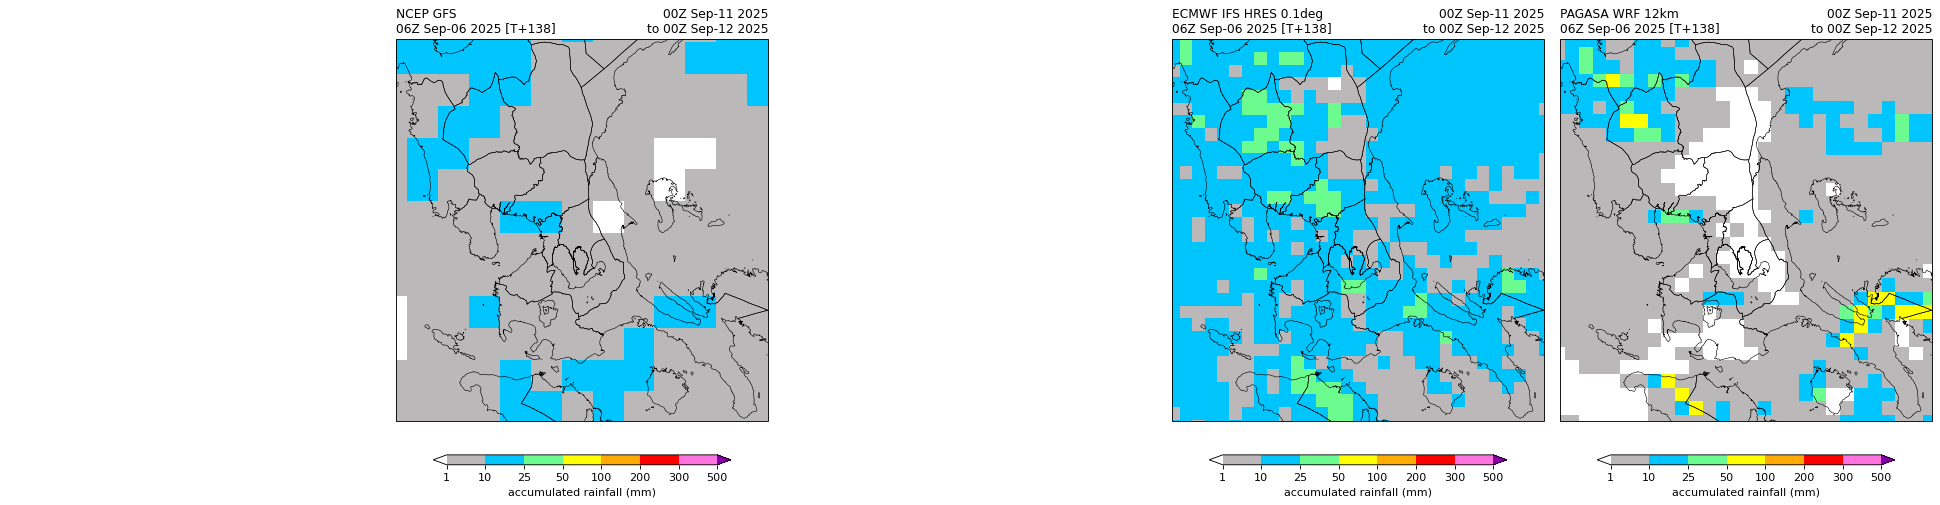 NCEP GFS 00Z Sep-11 2025
06Z Sep-06 2025 [T+138] to 00Z Sep-12 2025
1 10 25 50 100 200 300 500
accumulated rainfall (mm)
ECMWF IFS HRES 0.1deg 00Z Sep-11 2025
06Z Sep-06 2025 [T+138] to 00Z Sep-12 2025
1 10 25 50 100 200 300 500
accumulated rainfall (mm)
PAGASA WRF 12km 00Z Sep-11 2025
06Z Sep-06 2025 [T+138] to 00Z Sep-12 2025
1 10 25 50 100 200 300 500
accumulated rainfall (mm)